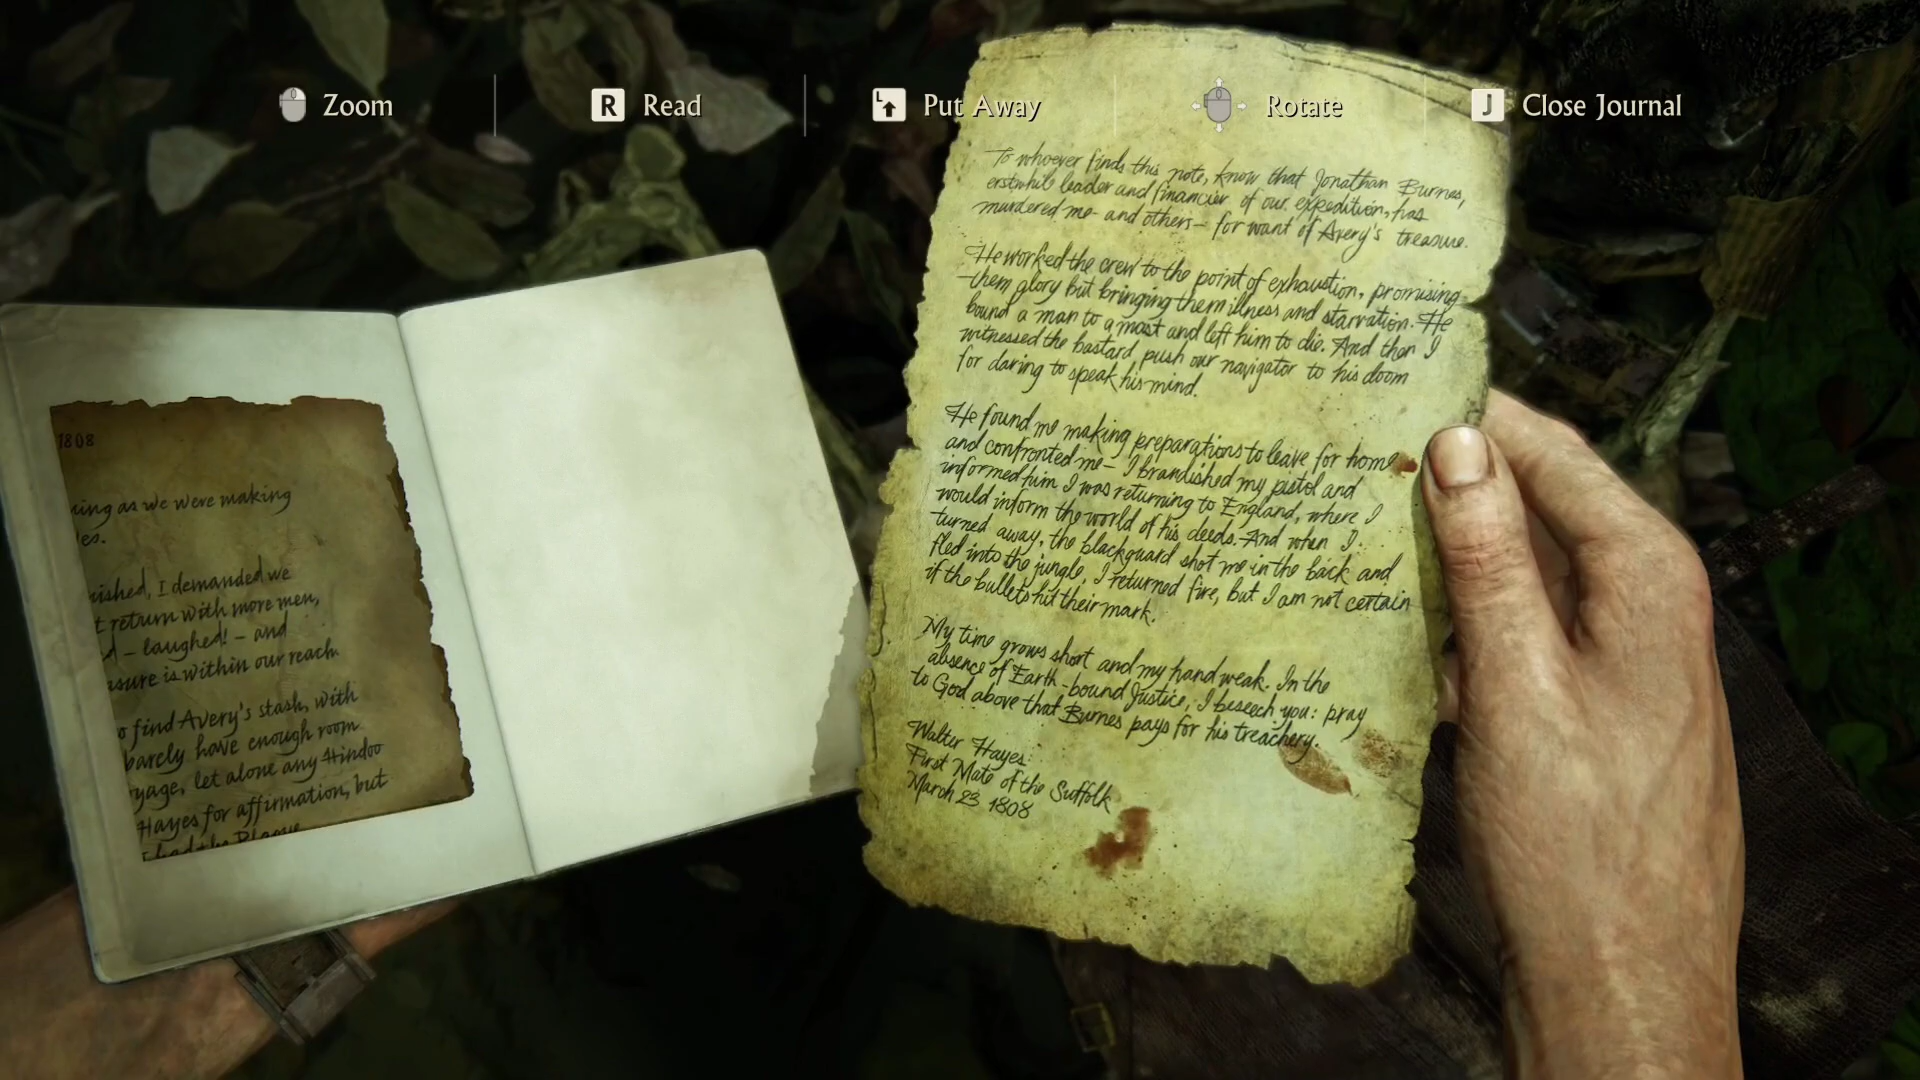 Zoom
R Read
L Put Away
Rotate
J Close Journal
1808
ning as we were making
es.
nished, I demanded we
t return with more men,
d - laughed! - and
asure is within our reach.
o find Avery's stash, with
barely have enough room
yage, let alone any Hindoo
Hayes for affirmation, but
To whoever finds this note, know that Jonathan Burnes,
erstwhile leader and financier of our expedition, has
murdered me - and others - for want of Avery's treasure.
He worked the crew to the point of exhaustion, promising
them glory but bringing them illness and starvation. He
bound a man to a mast and left him to die. And then I
witnessed the bastard push our navigator to his doom
for daring to speak his mind.
He found me making preparations to leave for home
and confronted me - I brandished my pistol and
informed him I was returning to England, where I
would inform the world of his deeds. And when I
turned away, the blackguard shot me in the back and
fled into the jungle. I returned fire, but I am not certain
if the bullets hit their mark.
My time grows short and my hand weak. In the
absence of Earth-bound Justice, I beseech you: pray
to God above that Burnes pays for his treachery.
Walter Hayes
First Mate of the Suffolk
March 23 1808